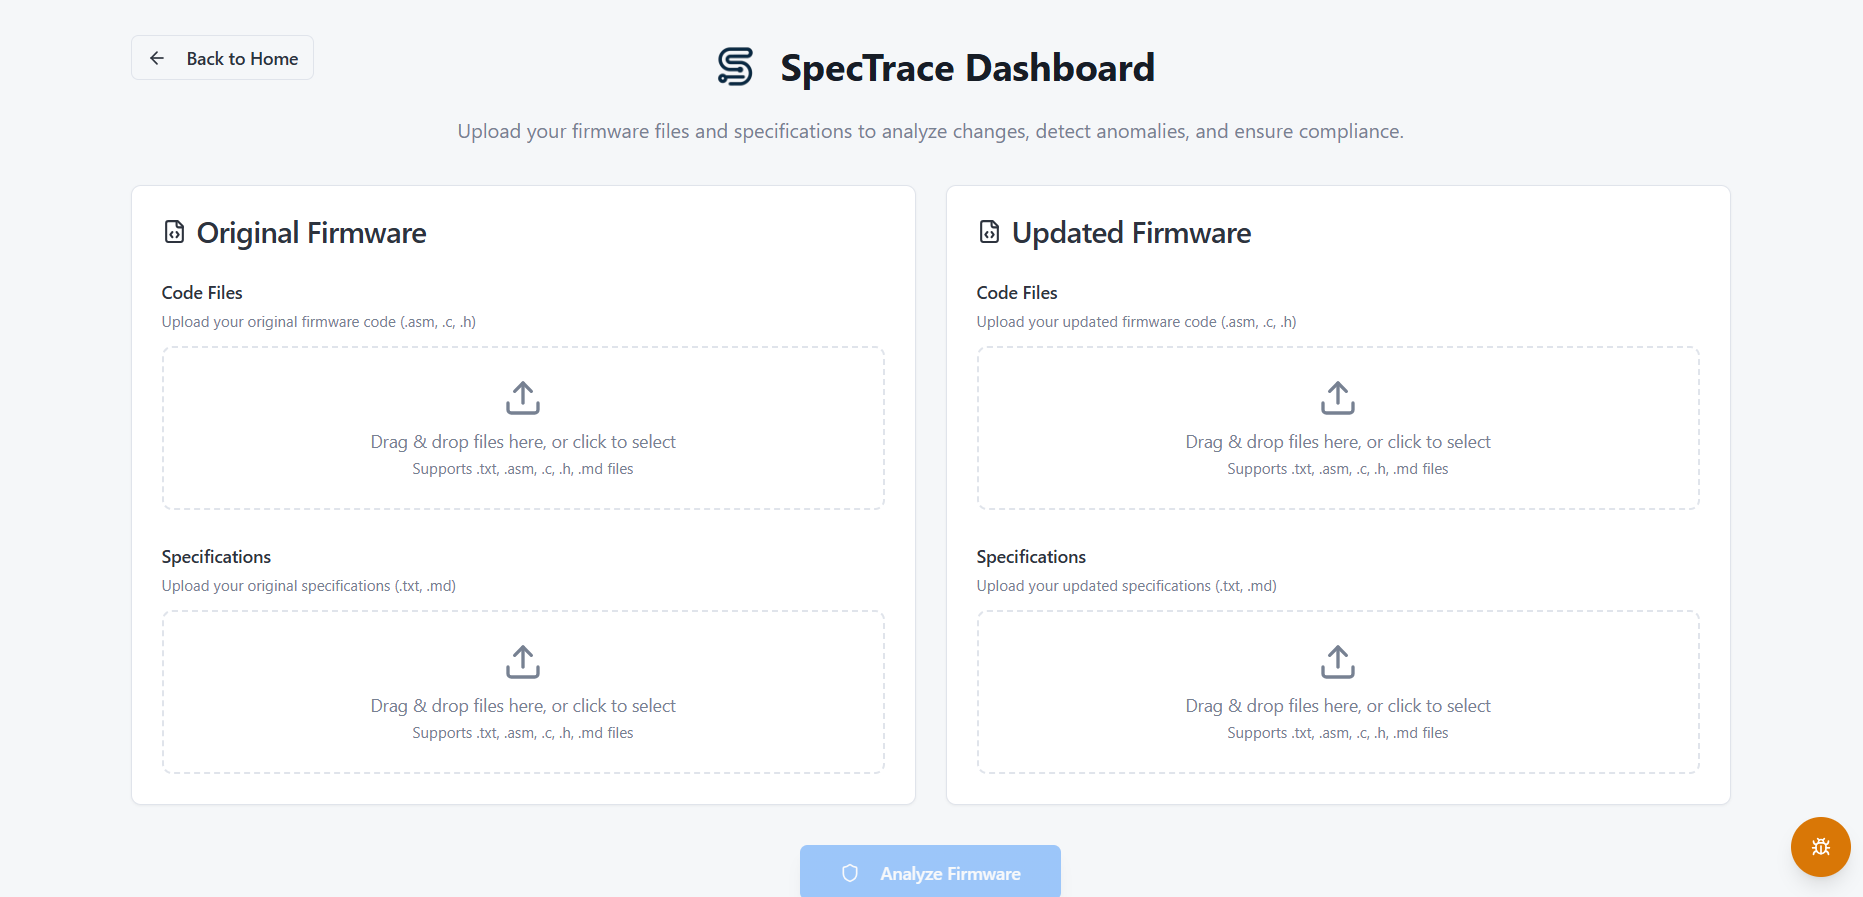 Back to Home
SpecTrace Dashboard
Upload your firmware files and specifications to analyze changes, detect anomalies, and ensure compliance.
Original Firmware
Code Files
Upload your original firmware code (.asm, .c, .h)
Drag & drop files here, or click to select
Supports .txt, .asm, .c, .h, .md files
Specifications
Upload your original specifications (.txt, .md)
Drag & drop files here, or click to select
Supports .txt, .asm, .c, .h, .md files
Updated Firmware
Code Files
Upload your updated firmware code (.asm, .c, .h)
Drag & drop files here, or click to select
Supports .txt, .asm, .c, .h, .md files
Specifications
Upload your updated specifications (.txt, .md)
Drag & drop files here, or click to select
Supports .txt, .asm, .c, .h, .md files
Analyze Firmware